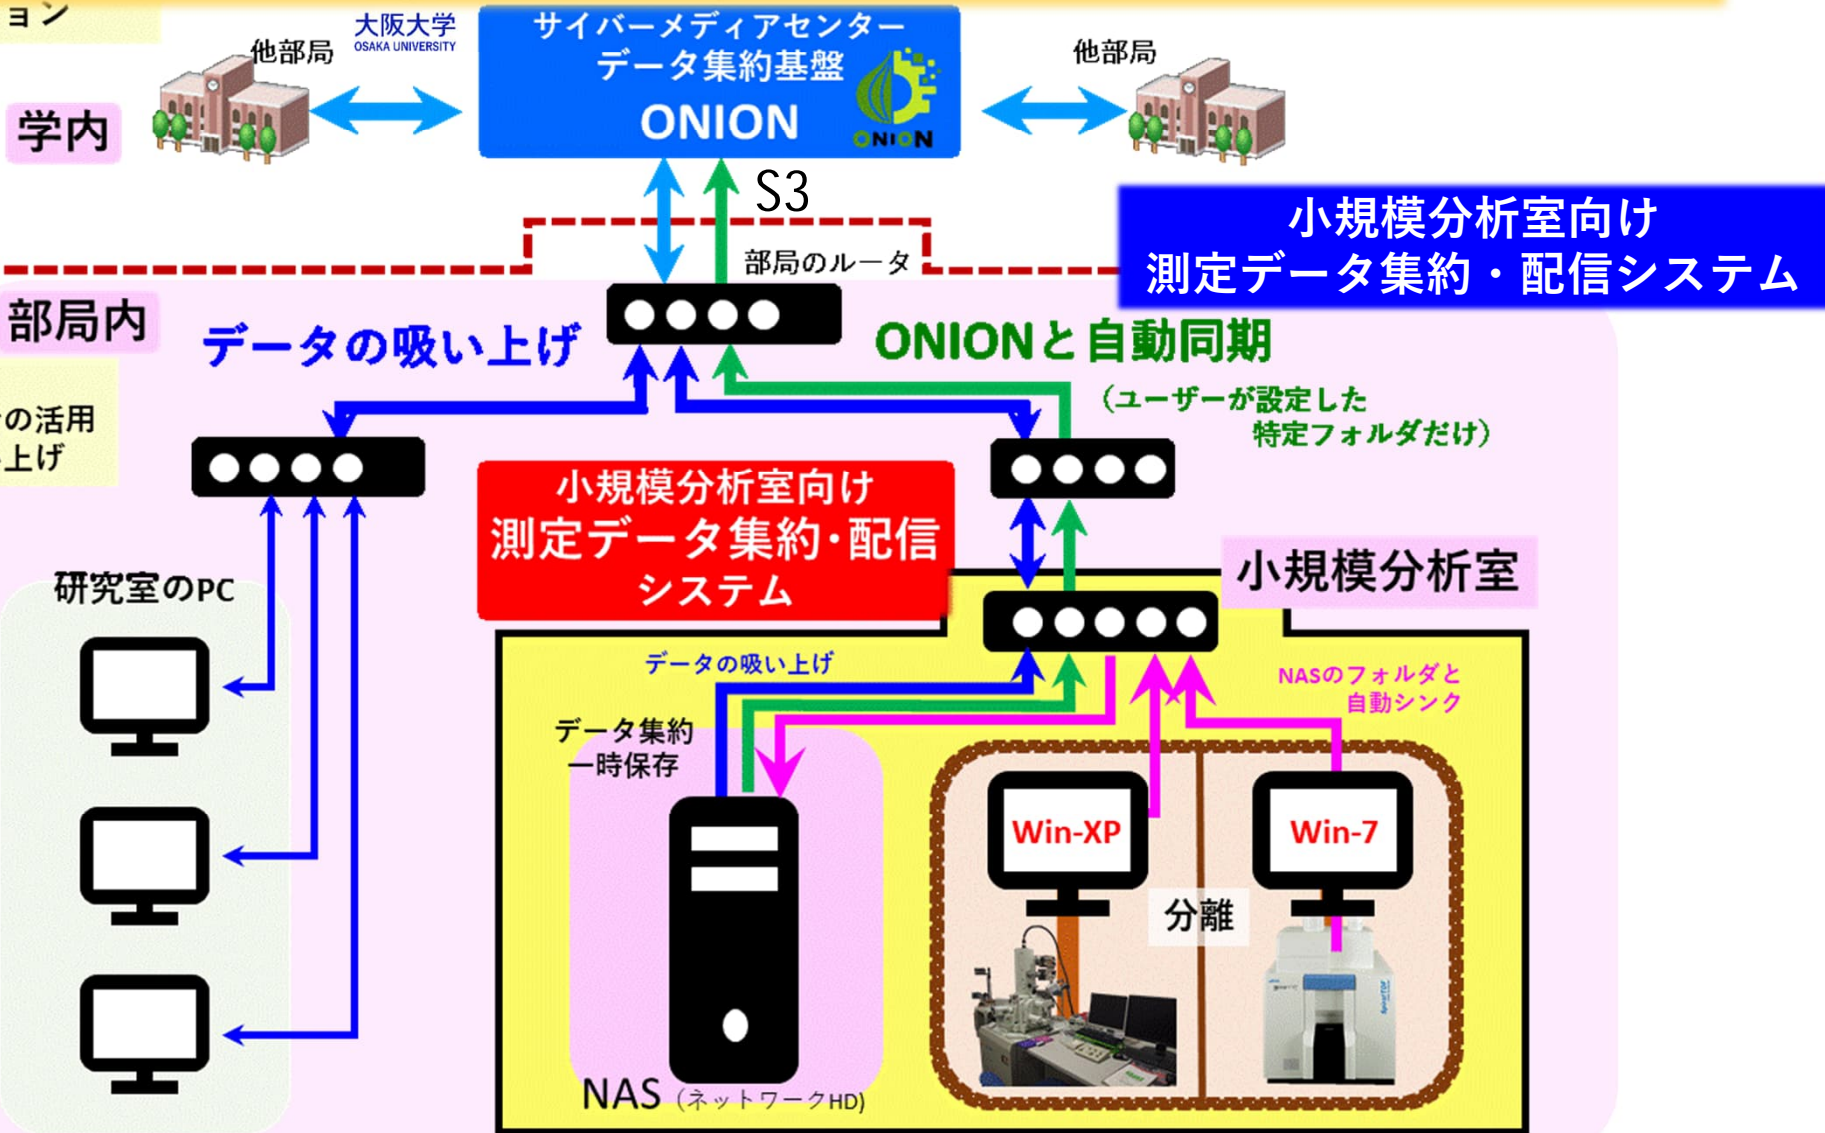 ョン
大阪大学
OSAKA UNIVERSITY
他部局
サイバーメディアセンター
データ集約基盤
ONION
ONION
他部局
学内
S3
小規模分析室向け
測定データ集約・配信システム
部局のルータ
部局内
データの吸い上げ
ONIONと自動同期
(ユーザーが設定した
特定フォルダだけ)
の活用
上げ
小規模分析室向け
測定データ集約・配信
システム
小規模分析室
研究室のPC
データの吸い上げ
NASのフォルダと
自動シンク
データ集約
一時保存
Win-XP
Win-7
分離
NAS (ネットワークHD)